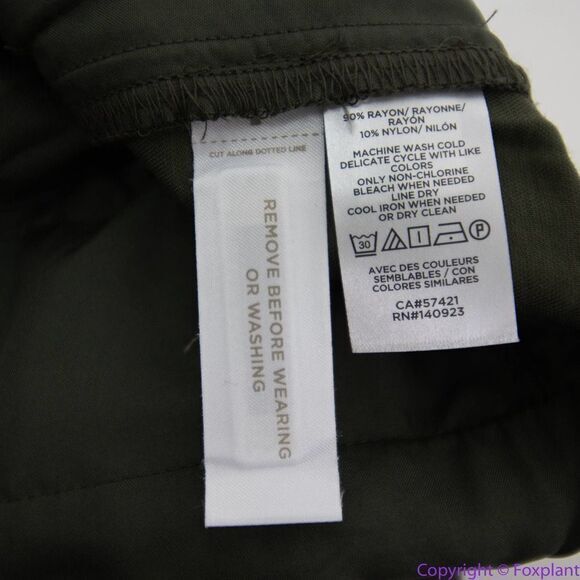 CUT ALONG DOTTED LINE
REMOVE BEFORE WEARING
OR WASHING
90% RAYON/RAYONNE/
RAYÓN
10% NYLON/NILÓN
MACHINE WASH COLD
DELICATE CYCLE WITH LIKE
COLORS
ONLY NON-CHLORINE
BLEACH WHEN NEEDED
LINE DRY
COOL IRON WHEN NEEDED
OR DRY CLEAN
30 P
AVEC DES COULEURS
SEMBLABLES / CON
COLORES SIMILARES
CA#57421
RN#140923
Copyright © Foxplant